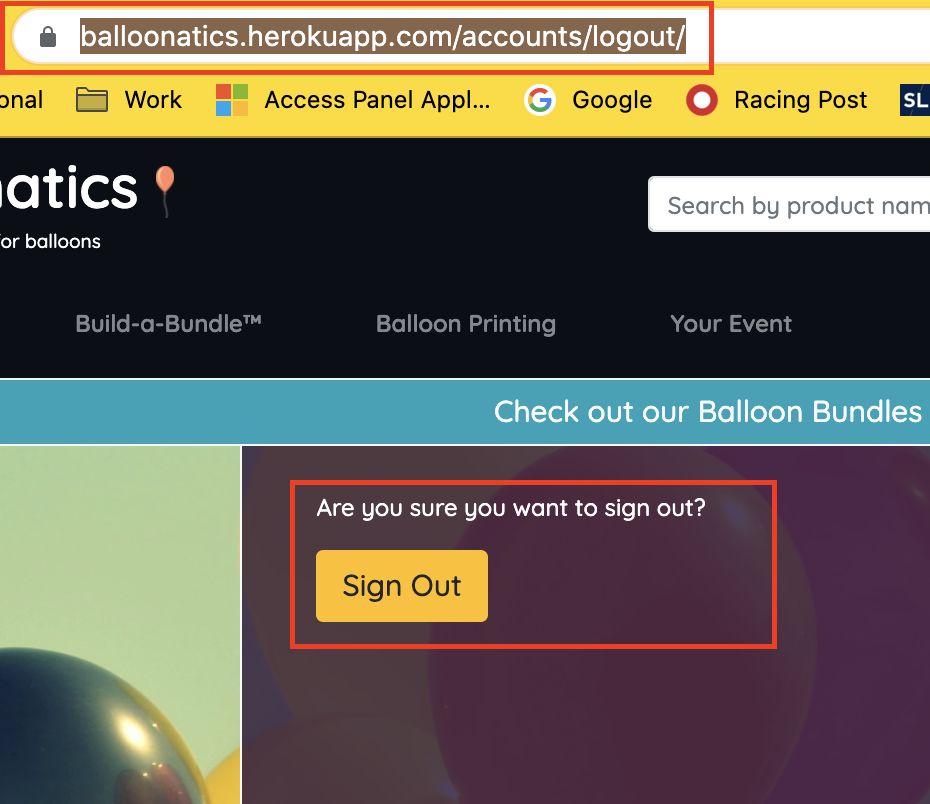 balloonatics.herokuapp.com/accounts/logout/
onal Work Access Panel Appl... Google Racing Post SL
natics
for balloons
Search by product nam
Build-a-Bundle™ Balloon Printing Your Event
Check out our Balloon Bundles
Are you sure you want to sign out?
Sign Out